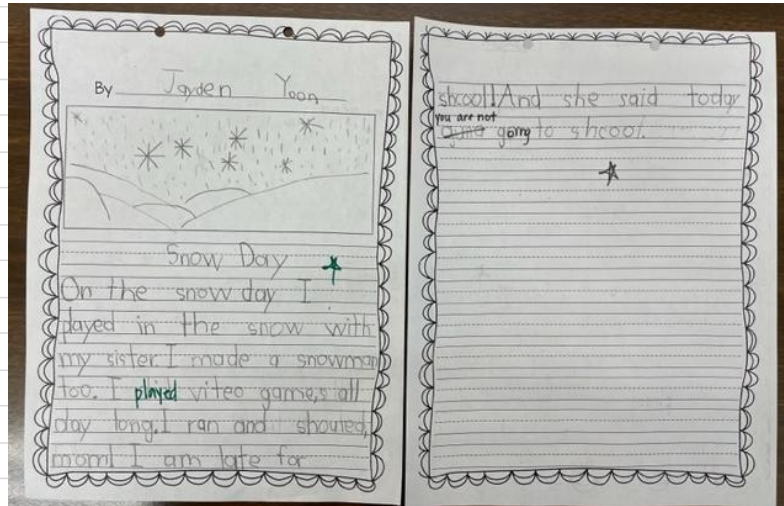 By Jayden Yoon
Snow Day
On the snow day I
played in the snow with
my sister. I made a snowman
too. I played viteo games all
day long. I ran and shouted,
mom! I am late for
shcool! And she said today
you are not
going to shcool.